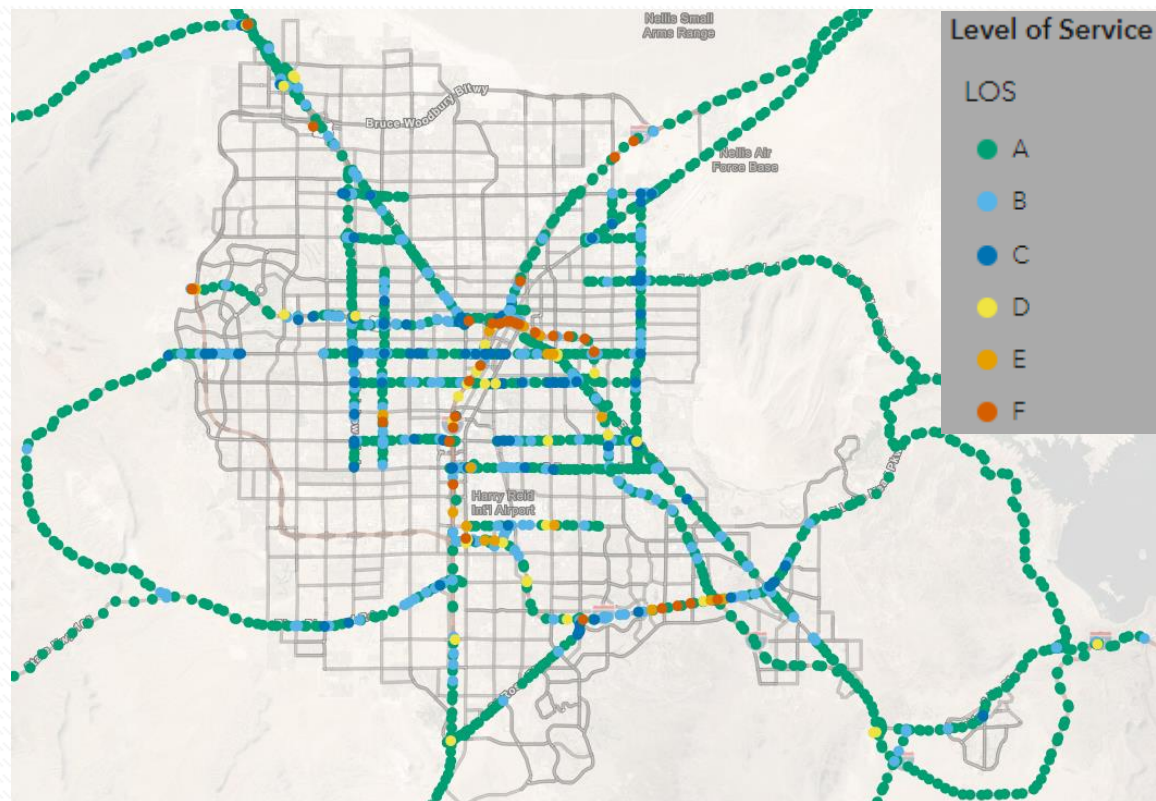 Nellis Small
Arms Range
Level of Service
LOS
A
B
C
D
E
F
Bruce Woodbury Bltwy
Nellis Air
Force Base
Harry Reid
Int'l Airport